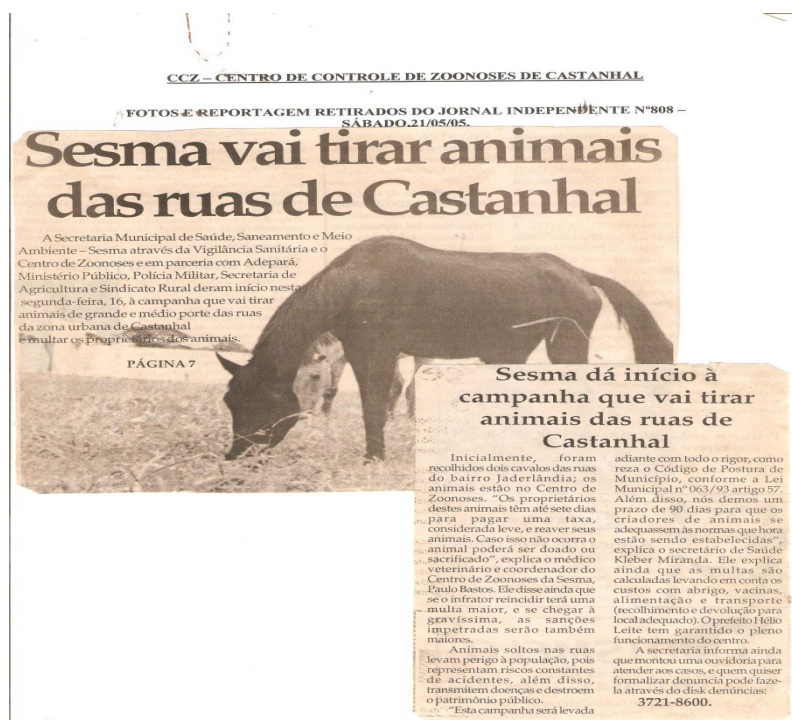 CCZ – CENTRO DE CONTROLE DE ZOONOSES DE CASTANHAL
FOTOS E REPORTAGEM RETIRADOS DO JORNAL INDEPENDENTE Nº808 –
SÁBADO.21/05/05.
Sesma vai tirar animais
das ruas de Castanhal
A Secretaria Municipal de Saúde, Saneamento e Meio
Ambiente – Sesma através da Vigilância Sanitária e o
Centro de Zoonoses e em parceria com Adepará,
Ministério Público, Polícia Militar, Secretaria de
Agricultura e Sindicato Rural deram início nesta
segunda-feira, 16, à campanha que vai tirar
animais de grande e médio porte das ruas
da zona urbana de Castanhal
e multar os proprietários dos animais.
PÁGINA 7
Sesma dá início à
campanha que vai tirar
animais das ruas de
Castanhal
Inicialmente, foram
recolhidos dois cavalos das ruas
do bairro Jaderlândia; os
animais estão no Centro de
Zoonoses. “Os proprietários
destes animais têm até sete dias
para pagar uma taxa,
considerada leve, e reaver seus
animais. Caso isso não ocorra o
animal poderá ser doado ou
sacrificado”, explica o médico
veterinário e coordenador do
Centro de Zoonoses da Sesma,
Paulo Bastos. Ele disse ainda que
se o infrator reincidir terá uma
multa maior, e se chegar à
gravíssima, as sanções
impetradas serão também
maiores.
Animais soltos nas ruas
levam perigo à população, pois
representam riscos constantes
de acidentes, além disso,
transmitem doenças e destroem
o patrimônio público.
“Esta campanha será levada
adiante com todo o rigor, como
reza o Código de Postura de
Município, conforme a Lei
Municipal nº 063/93 artigo 57.
Além disso, nós demos um
prazo de 90 dias para que os
criadores de animais se
adequassem às normas que hora
estão sendo estabelecidas”,
explica o secretário de Saúde
Kleber Miranda. Ele explica
ainda que as multas são
calculadas levando em conta os
custos com abrigo, vacinas,
alimentação e transporte
(recolhimento e devolução para
local adequado). O prefeito Hélio
Leite tem garantido o pleno
funcionamento do centro.
A secretaria informa ainda
que montou uma ouvidoria para
atender aos casos, e quem quiser
formalizar denuncia pode faze-
la através do disk denúncias:
3721-8600.